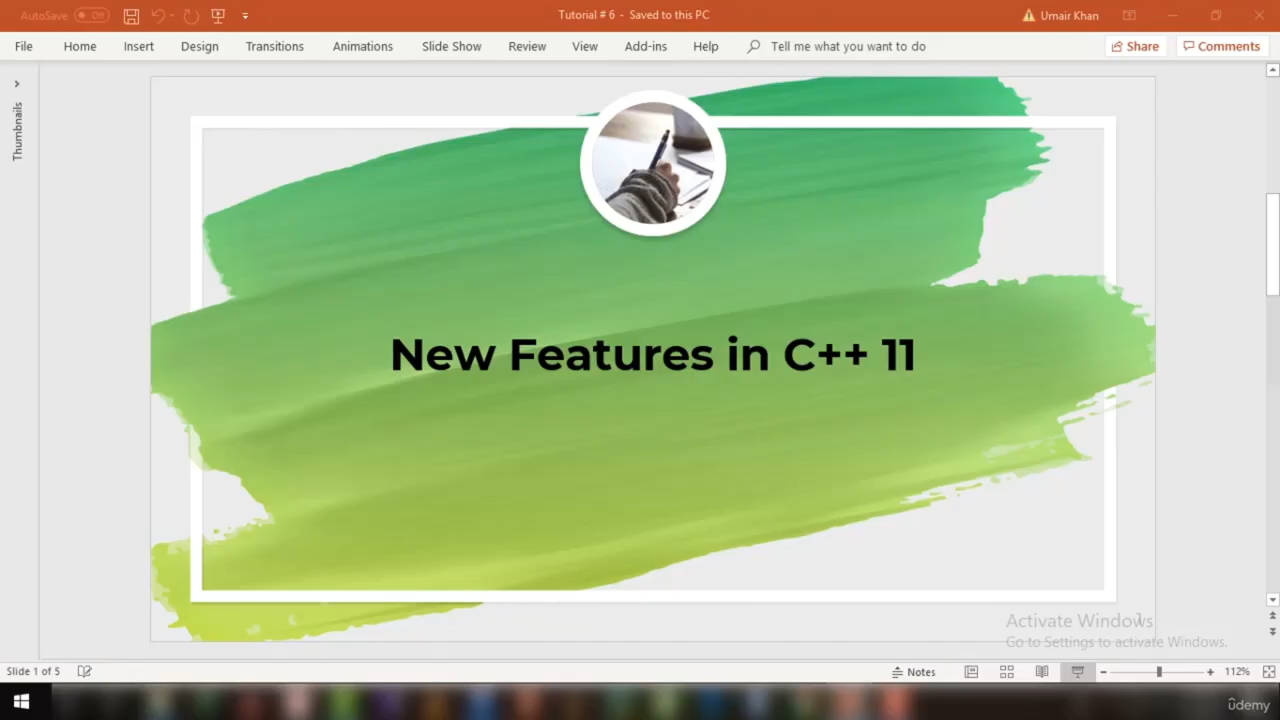 AutoSave Off Tutorial # 6 - Saved to this PC Umair Khan
File Home Insert Design Transitions Animations Slide Show Review View Add-ins Help Tell me what you want to do Share Comments
Thumbnails
New Features in C++ 11
Activate Windows
Go to Settings to activate Windows.
Slide 1 of 5 Notes 112%
ûdemy